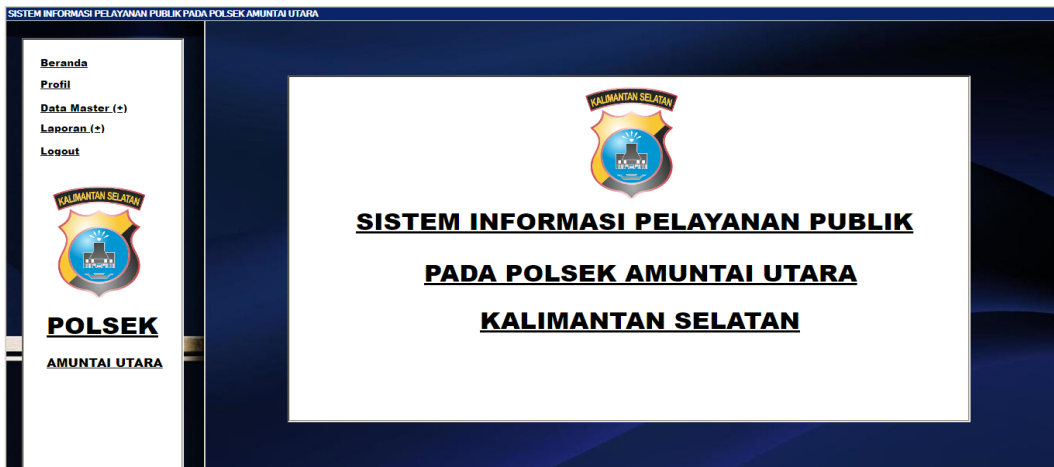 SISTEM INFORMASI PELAYANAN PUBLIK PADA POLSEK AMUNTAI UTARA
Beranda
Profil
Data Master (+)
Laporan (+)
Logout
KALIMANTAN SELATAN
POLSEK
AMUNTAI UTARA
KALIMANTAN SELATAN
SISTEM INFORMASI PELAYANAN PUBLIK
PADA POLSEK AMUNTAI UTARA
KALIMANTAN SELATAN